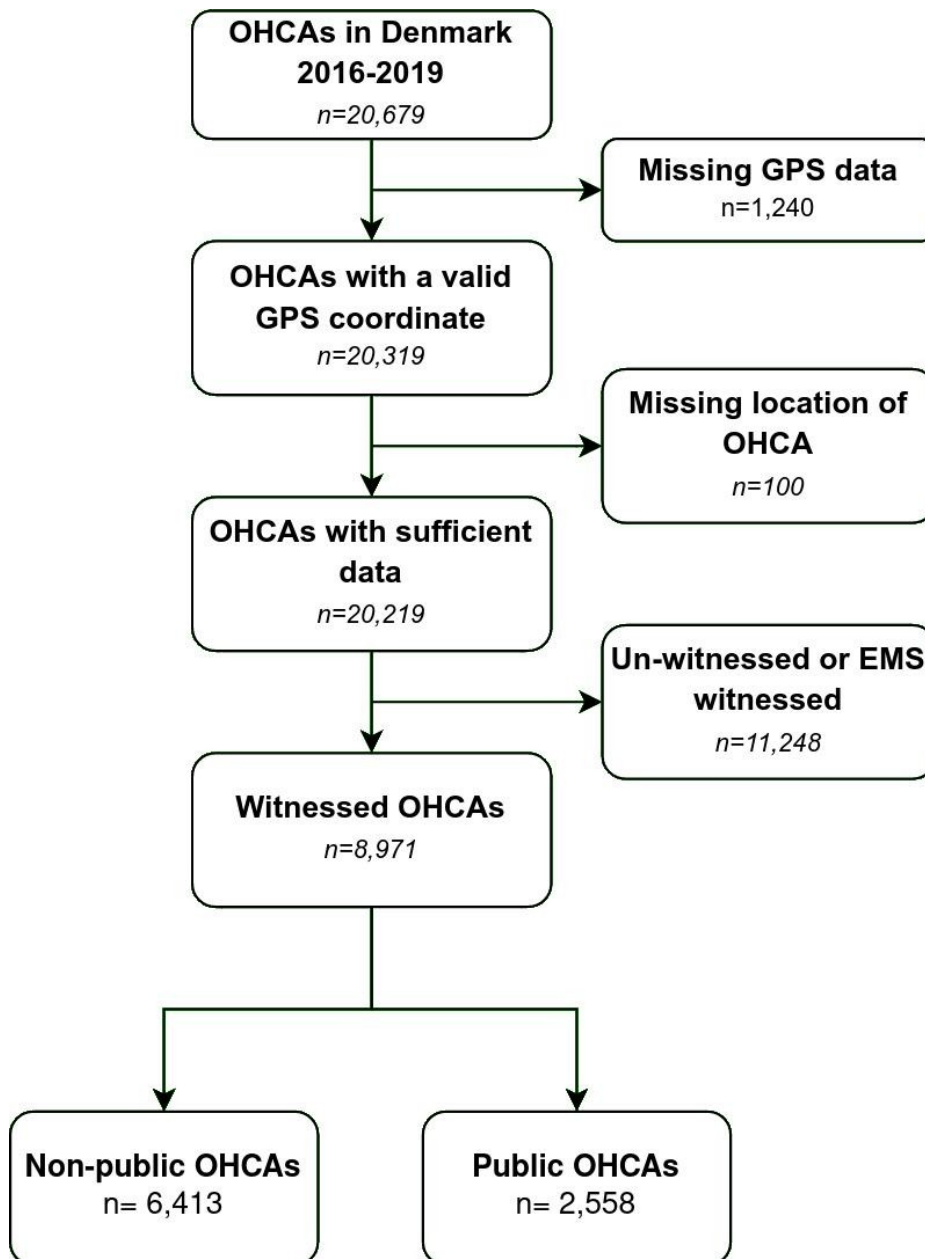 OHCAs in Denmark
2016-2019
n=20,679
Missing GPS data
n=1,240
OHCAs with a valid
GPS coordinate
n=20,319
Missing location of
OHCA
n=100
OHCAs with sufficient
data
n=20,219
Un-witnessed or EMS
witnessed
n=11,248
Witnessed OHCAs
n=8,971
Non-public OHCAs
n= 6,413
Public OHCAs
n= 2,558